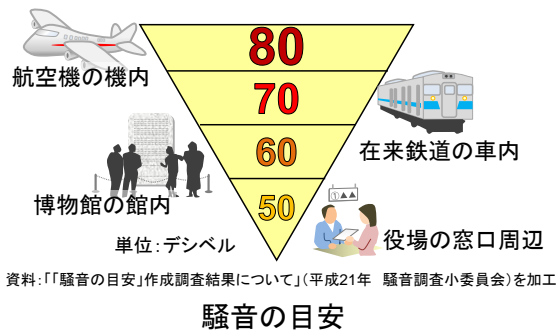 80
航空機の機内
70
在来鉄道の車内
60
博物館の館内
50
①▲▲
役場の窓口周辺
単位：デシベル
資料：「「騒音の目安」作成調査結果について」（平成21年　騒音調査小委員会）を加工
騒音の目安